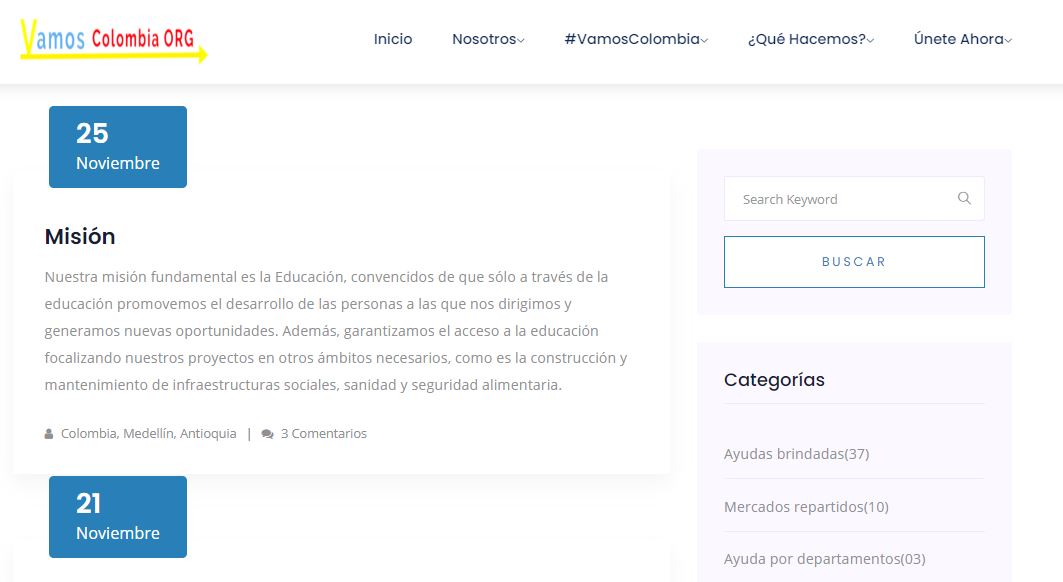 Vamos Colombia ORG
Inicio
Nosotros
#VamosColombia
¿Qué Hacemos?
Únete Ahora
25
Noviembre
Misión
Nuestra misión fundamental es la Educación, convencidos de que sólo a través de la
educación promovemos el desarrollo de las personas a las que nos dirigimos y
generamos nuevas oportunidades. Además, garantizamos el acceso a la educación
focalizando nuestros proyectos en otros ámbitos necesarios, como es la construcción y
mantenimiento de infraestructuras sociales, sanidad y seguridad alimentaria.
Colombia, Medellín, Antioquia | 3 Comentarios
21
Noviembre
Search Keyword
BUSCAR
Categorías
Ayudas brindadas(37)
Mercados repartidos(10)
Ayuda por departamentos(03)